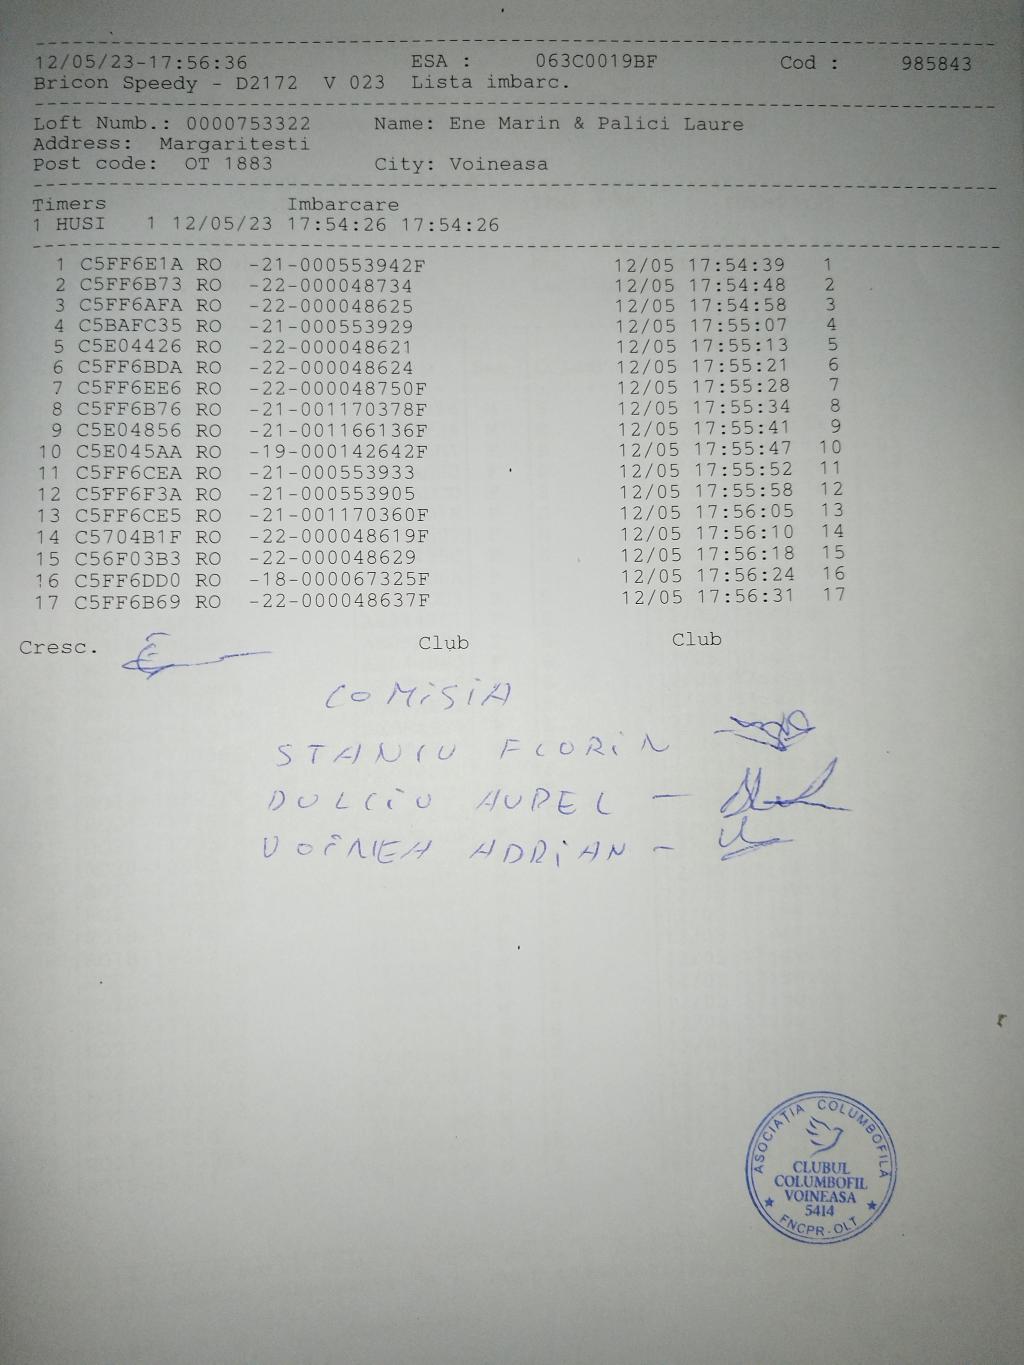 12/05/23-17:56:36 ESA : 063C0019BF Cod : 985843
Bricon Speedy - D2172 V 023 Lista imbarc.
Loft Numb.: 0000753322 Name: Ene Marin & Palici Laure
Address: Margaritesti
Post code: OT 1883 City: Voineasa
Timers Imbarcare
1 HUSI 1 12/05/23 17:54:26 17:54:26
1 C5FF6E1A RO -21-000553942F 12/05 17:54:39 1
2 C5FF6B73 RO -22-000048734 12/05 17:54:48 2
3 C5FF6AFA RO -22-000048625 12/05 17:54:58 3
4 C5BAFC35 RO -21-000553929 12/05 17:55:07 4
5 C5E04426 RO -22-000048621 12/05 17:55:13 5
6 C5FF6BDA RO -22-000048624 12/05 17:55:21 6
7 C5FF6EE6 RO -22-000048750F 12/05 17:55:28 7
8 C5FF6B76 RO -21-001170378F 12/05 17:55:34 8
9 C5E04856 RO -21-001166136F 12/05 17:55:41 9
10 C5E045AA RO -19-000142642F 12/05 17:55:47 10
11 C5FF6CEA RO -21-000553933 12/05 17:55:52 11
12 C5FF6F3A RO -21-000553905 12/05 17:55:58 12
13 C5FF6CE5 RO -21-001170360F 12/05 17:56:05 13
14 C5704B1F RO -22-000048619F 12/05 17:56:10 14
15 C56F03B3 RO -22-000048629 12/05 17:56:18 15
16 C5FF6DD0 RO -18-000067325F 12/05 17:56:24 16
17 C5FF6B69 RO -22-000048637F 12/05 17:56:31 17
Cresc. Club Club
COMISIA
STANCU FLORIN
DULCIU AUREL -
VOINEA ADRIAN -
ASOCIAȚIA COLUMBOFILĂ
CLUBUL
COLUMBOFIL
VOINEASA
5414
FNCPR-OLT